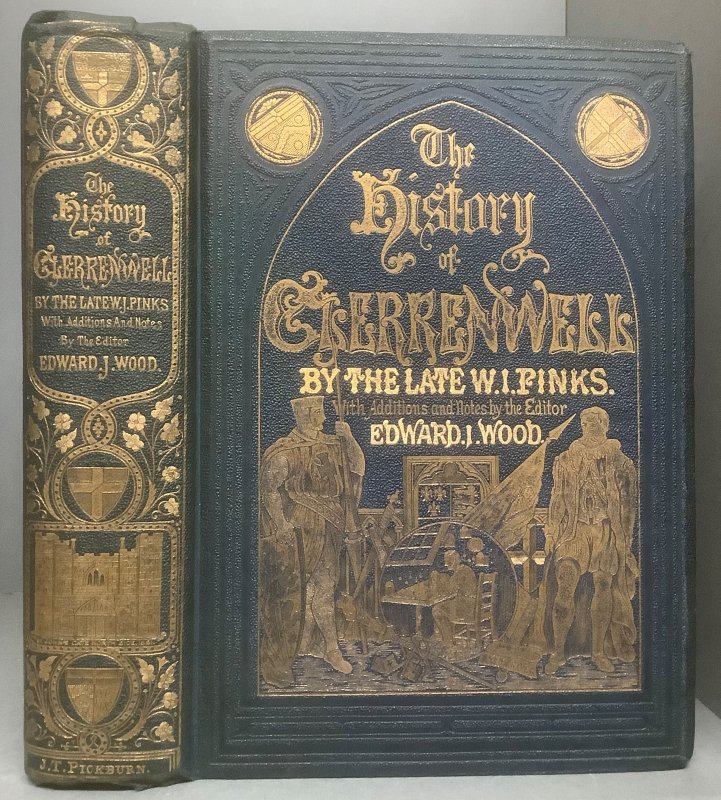 The
History
of
CLERKENWELL
BY THE LATE W.I. PINKS
With Additions And Notes
By The Editor
EDWARD. J. WOOD.
J. T. PICKBURN.
The
History
of
CLERKENWELL
BY THE LATE W. I. PINKS.
With Additions and Notes by the Editor
EDWARD. J. WOOD.